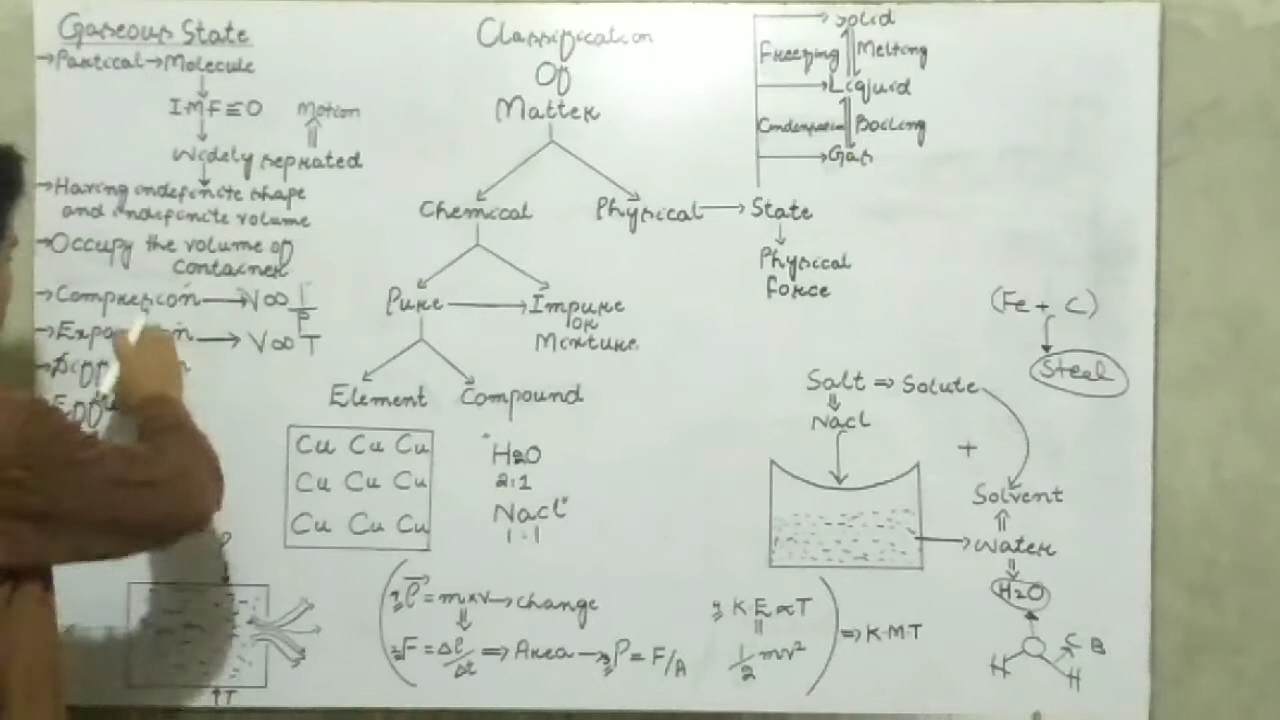 Gaseous State
→Partical→Molecule
IMF≡0 Motion
Widely seprated
→Having indefinite shape
and indefinite volume
→Occupy the volume of
container
→Compression→V∝1/P
→ →V∝T
Classification
Of
Matter
Chemical Physical→State
Physical
force
Pure→Impure
or
Mixture
Element Compound
Cu Cu Cu
Cu Cu Cu
Cu Cu Cu
H2O
2:1
Nacl
1:1
Solid
Freezing Melting
Liquid
Condensation Boiling
Gas
(Fe + C)
Steel
Salt ⇒ Solute
Nacl
+
Solvent
Water
H2O
H H
C B
P
↑T
P = m×v→change
F = ΔP/Δt ⇒ Area→P = F/A
K E ∝ T
1/2 mv²
⇒K.M.T